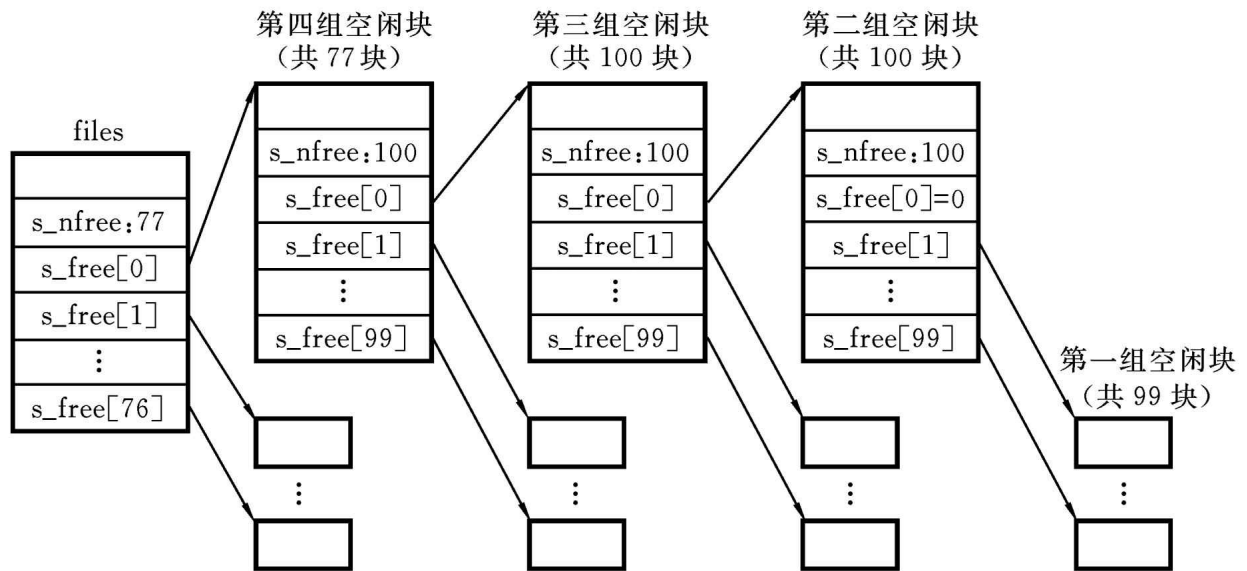 第四组空闲块
（共 77 块）
第三组空闲块
（共 100 块）
第二组空闲块
（共 100 块）
files
s_nfree:77
s_free[0]
s_free[1]
⋮
s_free[76]
s_nfree:100
s_free[0]
s_free[1]
⋮
s_free[99]
s_nfree:100
s_free[0]
s_free[1]
⋮
s_free[99]
s_nfree:100
s_free[0]=0
s_free[1]
⋮
s_free[99]
第一组空闲块
（共 99 块）
⋮
⋮
⋮
⋮